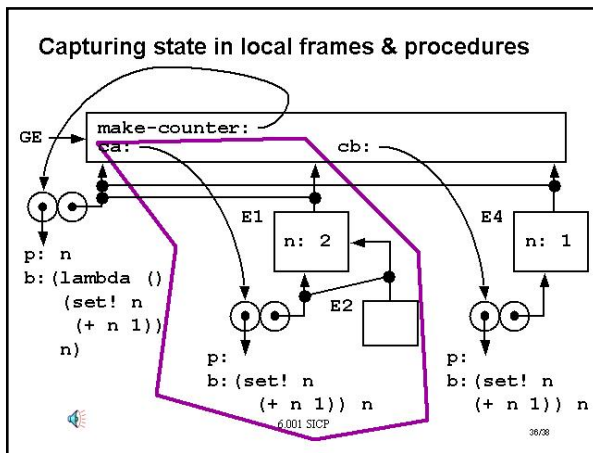 Capturing state in local frames & procedures
make-counter:
GE
ca:
cb:
E1
E4
n: 2
n: 1
p: n
b:(lambda ()
(set! n
(+ n 1))
n)
E2
p:
b:(set! n
(+ n 1)) n
p:
b:(set! n
(+ n 1)) n
6.001 SICP
36/38